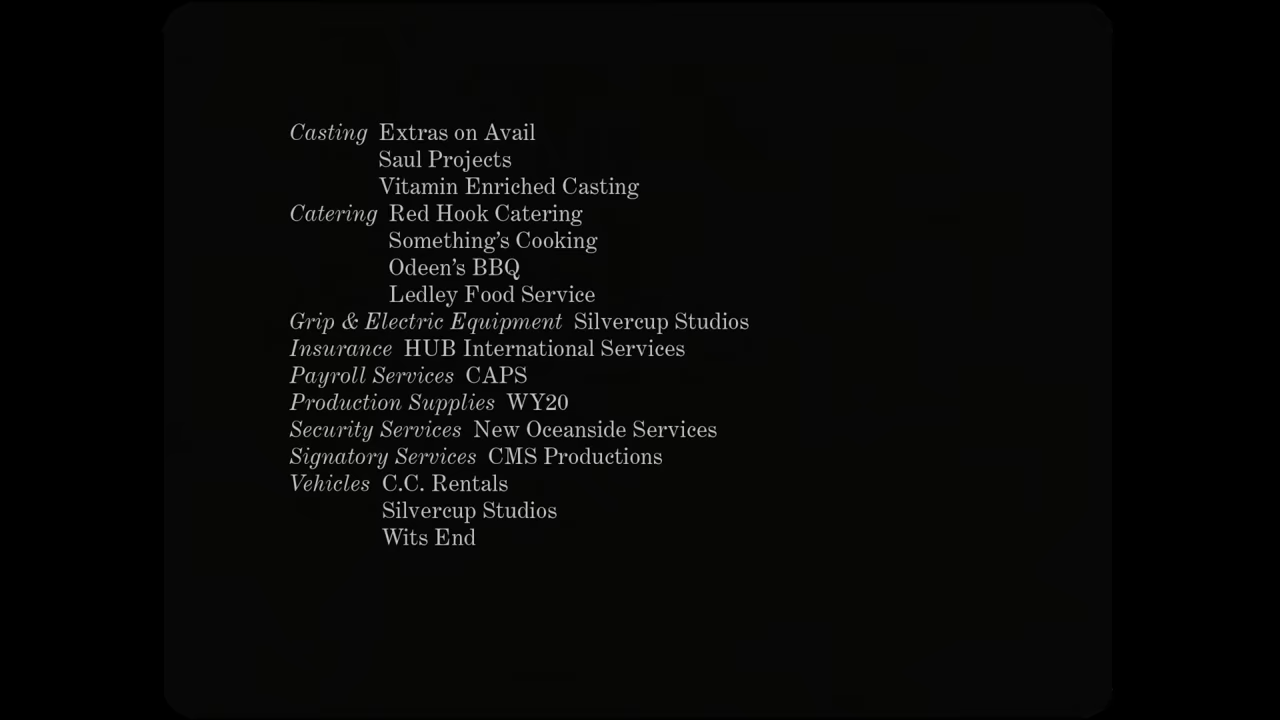 Casting Extras on Avail
Saul Projects
Vitamin Enriched Casting
Catering Red Hook Catering
Something's Cooking
Odeen's BBQ
Ledley Food Service
Grip & Electric Equipment Silvercup Studios
Insurance HUB International Services
Payroll Services CAPS
Production Supplies WY20
Security Services New Oceanside Services
Signatory Services CMS Productions
Vehicles C.C. Rentals
Silvercup Studios
Wits End